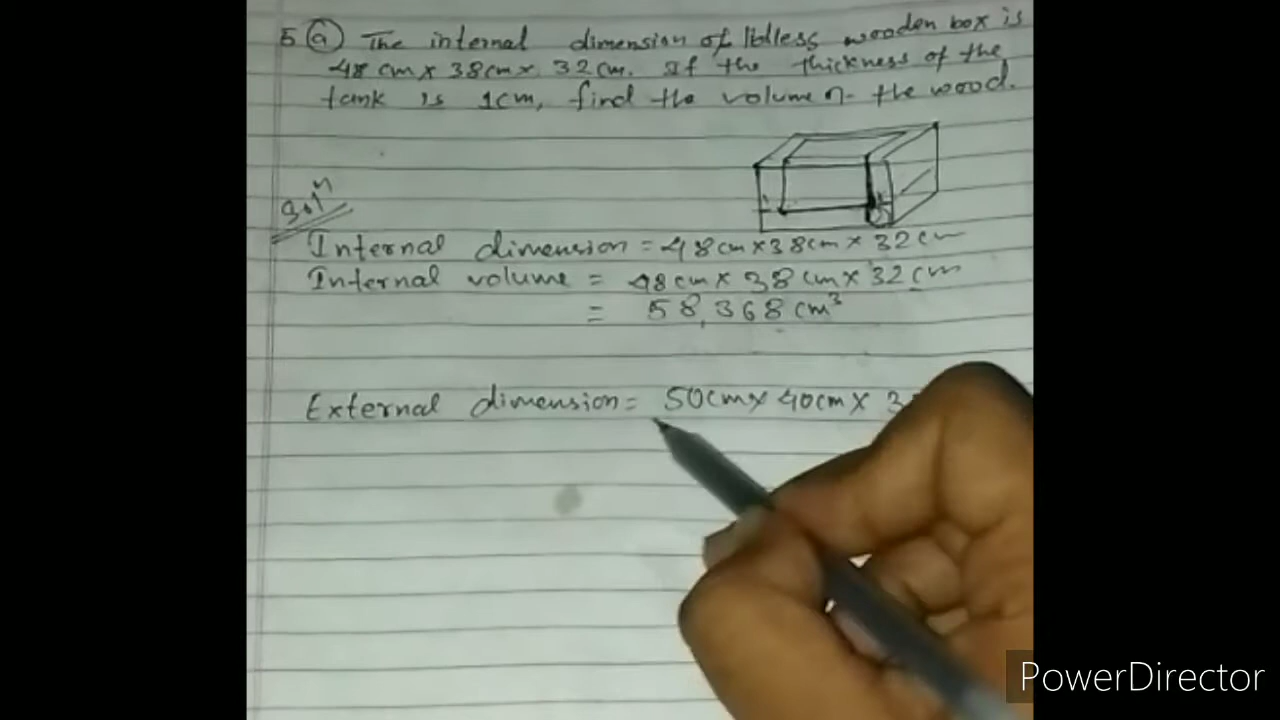 5 (a) The internal dimension of lidless wooden box is
48 cm x 38cm x 32cm. If the thickness of the
tank is 1cm, find the volume of the wood.
Solⁿ
Internal dimension = 48cm x 38cm x 32cm
Internal volume = 48cm x 38cm x 32cm
= 58,368 cm³
External dimension = 50cm x 40cm x
PowerDirector